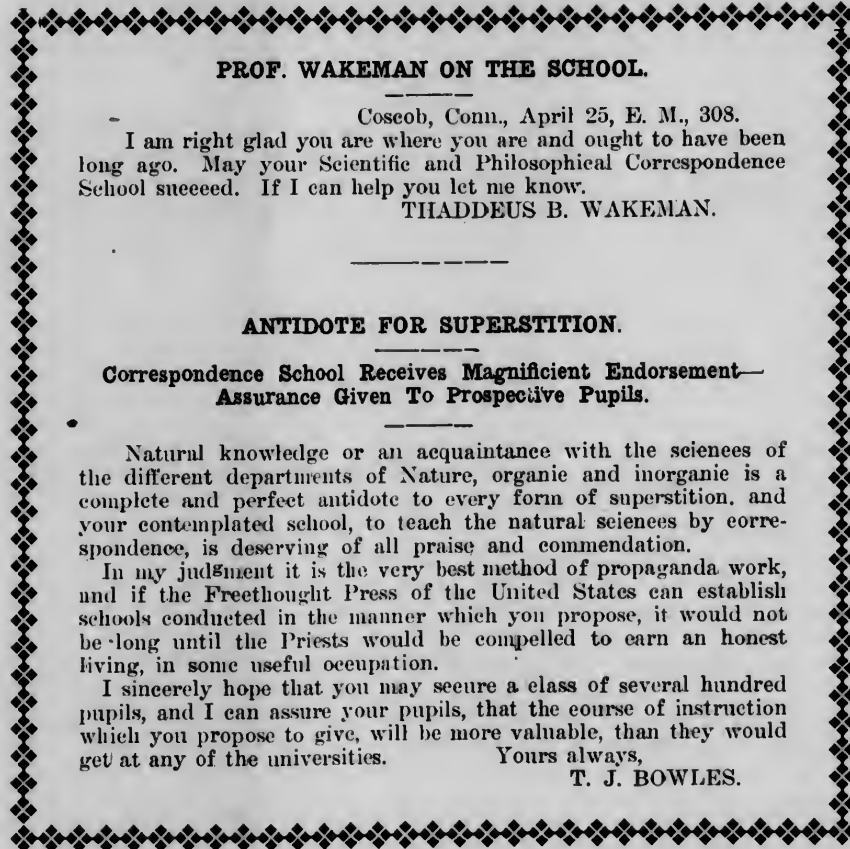 PROF. WAKEMAN ON THE SCHOOL.
Coscob, Conn., April 25, E. M., 308.
I am right glad you are where you are and ought to have been
long ago. May your Scientific and Philosophical Correspondence
School succeed. If I can help you let me know.
THADDEUS B. WAKEMAN.
ANTIDOTE FOR SUPERSTITION.
Correspondence School Receives Magnificient Endorsement—
Assurance Given To Prospective Pupils.
Natural knowledge or an acquaintance with the sciences of
the different departments of Nature, organic and inorganic is a
complete and perfect antidote to every form of superstition. and
your contemplated school, to teach the natural sciences by corre-
spondence, is deserving of all praise and commendation.
In my judgment it is the very best method of propaganda work,
and if the Freethought Press of the United States can establish
schools conducted in the manner which you propose, it would not
be long until the Priests would be compelled to earn an honest
living, in some useful occupation.
I sincerely hope that you may secure a class of several hundred
pupils, and I can assure your pupils, that the course of instruction
which you propose to give, will be more valuable, than they would
get at any of the universities. Yours always,
T. J. BOWLES.